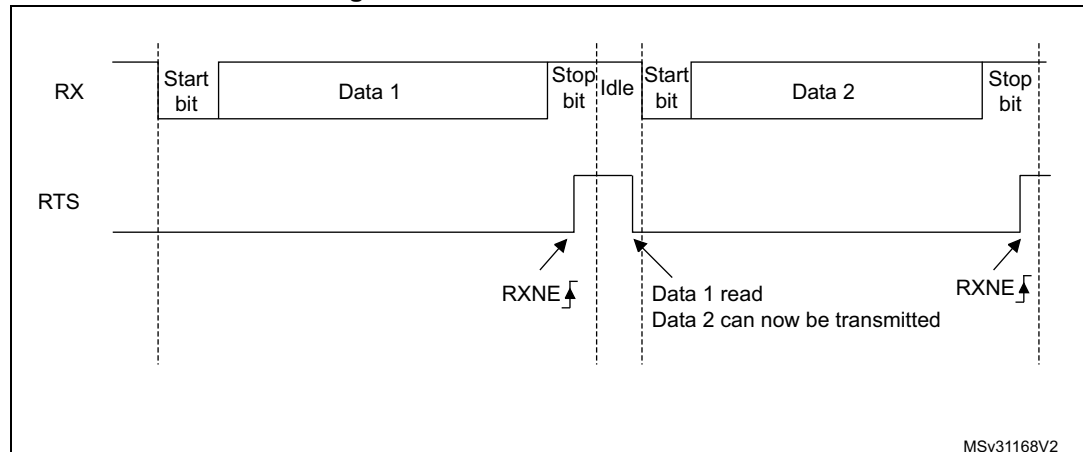 RX
Start
bit
Data 1
Stop
bit
Idle
Start
bit
Data 2
Stop
bit
RTS
RXNE
Data 1 read
Data 2 can now be transmitted
RXNE
MSv31168V2